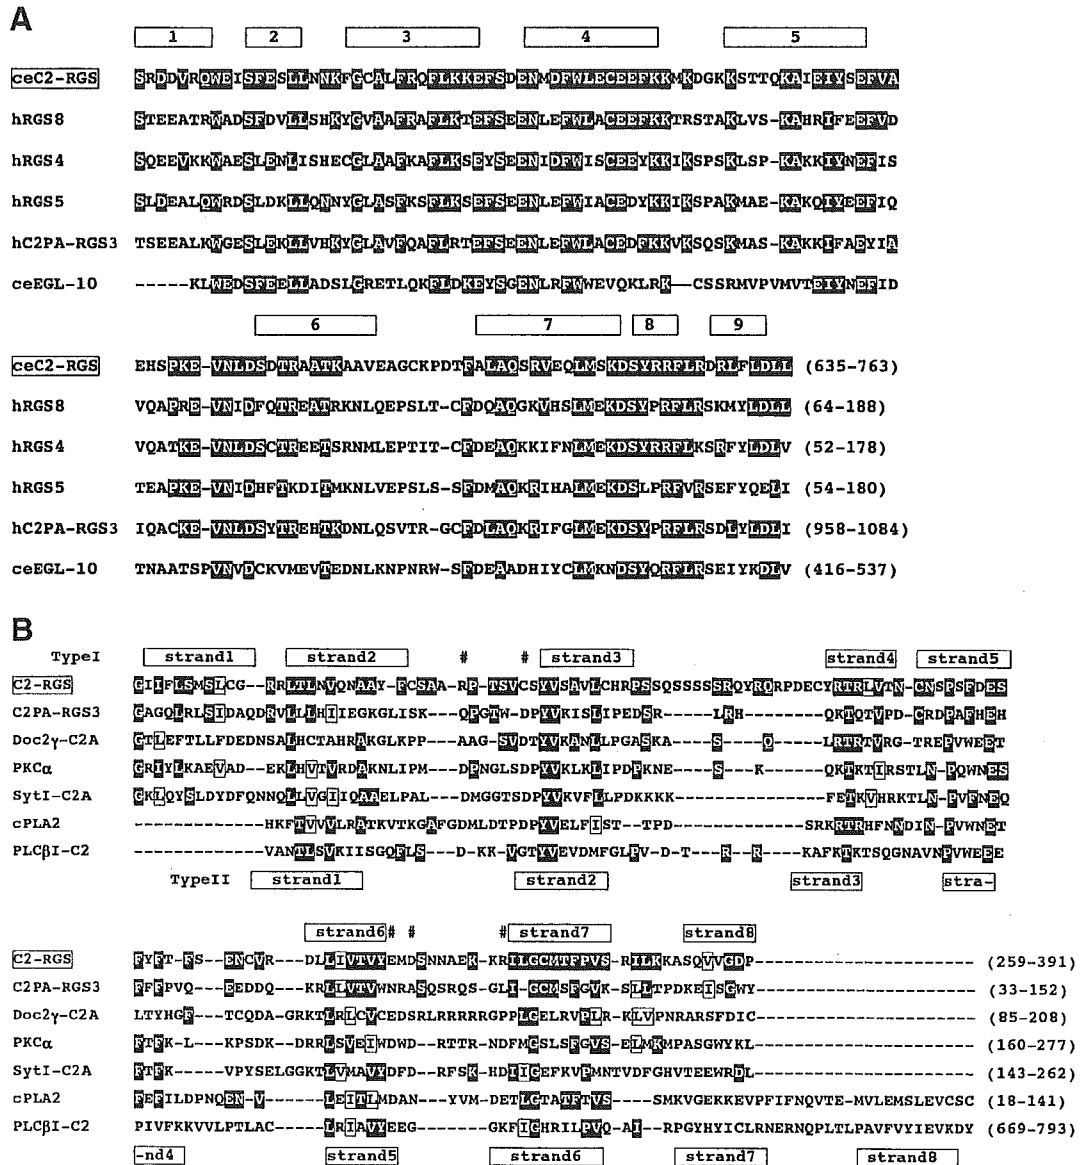 A
1 2 3 4 5
ceC2-RGS SRDDVRQWEISFESLLNNKFGCALFRQFLKKEFSDENMDFWLECEEFKKMKDGKKSTTQKAIEIYSEFVA
hRGS8 STEEATRWADSFDVLLSHKYGVAAFRAFLKTEFSEENLEFWLACEEFKKTRSTAKLVS-KAHRIFEEFVD
hRGS4 SQEEVKKWAESLENLISHECGLAAFKAFLKSEYSEENIDFWISCEEYKKIKSPSKLSP-KAKKIYNEFIS
hRGS5 SLDEALQWRDSLDKLLQNNYGLASFKSFLKSEFSEENLEFWIACEDYKKIKSPAKMAE-KAKQIYEEFIQ
hC2PA-RGS3 TSEEALKWGESLEKLLVHKYGLAVFQAFLRTEFSEENLEFWLACEDFKKVKSQSKMAS-KAKKIFAEYIA
ceEGL-10 -----KLWEDSFEELLADSLGRETLQKFLDKEYSGENLRFWWEVQKLRK--CSSRMVPVMVTEIYNEFID
6 7 8 9
ceC2-RGS EHSPKE-VNLDSDTRAATKAAVEAGCKPDTFALAQSRVEQLMSKDSYRRFLRDRLFLDLL (635-763)
hRGS8 VQAPRE-VNIDFQTREATRKNLQEPSLT-CFDQAQGKVHSLMEKDSYPRFLRSKMYLDLL (64-188)
hRGS4 VQATKE-VNLDSCTREETSRNMLEPTIT-CFDEAQKKIFNLMEKDSYRRFLKSRFYLDLV (52-178)
hRGS5 TEAPKE-VNIDHFTKDITMKNLVEPSLS-SFDMAQKRIHALMEKDSLPRFVRSEFYQELI (54-180)
hC2PA-RGS3 IQACKE-VNLDSYTREHTKDNLQSVTR-GCFDLAQKRIFGLMEKDSYPRFLRSDLYLDLI (958-1084)
ceEGL-10 TNAATSPVNVDCKVMEVTEDNLKNPNRW-SFDEAADHIYCLMKNDSYQRFLRSEIYKDLV (416-537)
B
TypeI strand1 strand2 # # strand3 strand4 strand5
C2-RGS GIIFLSMSLCG--RRLTLNVQNAAY-FCSAA-RP-TSVCSYVSAVLCHRPSSQSSSSSRQYRQRPDECYRTRLVTN-CNSPSFDES
C2PA-RGS3 GAGQLRLSIDAQDRVLLLHIIEGKGLISK---QPGTW-DPYVKISLIPEDSR-----LRH-------QKTQTVPD-CRDPAFHEH
Doc2γ-C2A GTLEFTLLFDEDNSALHCTAHRAKGLKPP---AAG-SVDTYVKANLLPGASKA----S----Q-----LRTRTVRG-TREPVWEET
PKCα GRIYLKAEVAD--EKLHVTVRDAKNLIPM---DPNGLSDPYVKLKLIPDPKNE----S---K------QKTKTIRSTLN-PQWNES
SytI-C2A GKLQYSLDYDFQNNQLLVGIIQAAELPAL---DMGGTSDPYVKVFLLPDKKKK--------------FETKVHRKTLN-PVFNEQ
cPLA2 -------------HKFTVVVLRATKVTKGAFGDMLDTPDPYVELFIST--TPD-------------SRKRTRHFNNDIN-PVWNET
PLCβI-C2 -------------VANTLSVKIISGQFLS---D-KK-VGTYVEVDMFGLPV-D-T---R--R----KAFKTKTSQGNAVNPVWEEE
TypeII strand1 strand2 strand3 stra-
strand6# # # strand7 strand8
C2-RGS FYFT-FS--ENCVR---DLLIVTVYEMDSNNAEK-KRILGCMTFPVS-RILKKASQVVGDP-------------------- (259-391)
C2PA-RGS3 FFFPVQ---EEDDQ---KRLLVTVWNRASQSRQS-GLI-GCMSFGVK-SLLTPDKEISGWY-------------------- (33-152)
Doc2γ-C2A LTYHGF---TCQDA-GRKTLRLCVCEDSRLRRRRRGPPLGELRVPLR-KLVPNRARSFDIC-------------------- (85-208)
PKCα FTFK-L---KPSDK--DRRLSVEIWDWD--RTTR-NDFMGSLSFGVS-ELMKMPASGWYKL-------------------- (160-277)
SytI-C2A FTFK-----VPYSELGGKTLVMAVYDFD--RFSK-HDIIGEFKVPMNTVDFGHVTEEWRDL-------------------- (143-262)
cPLA2 FEFILDPNQEN-V------LEITLMDAN---YVM-DETLGTATFTVS----SMKVGEKKEVPFIFNQVTE-MVLEMSLEVCSC (18-141)
PLCβI-C2 PIVFKKVVLPTLAC-----LRIAVYEEG------GKFIGHRILPVQ-AI--RPGYHYICLRNERNQPLTLPAVFVYIEVKDY (669-793)
-nd4 strand5 strand6 strand7 strand8